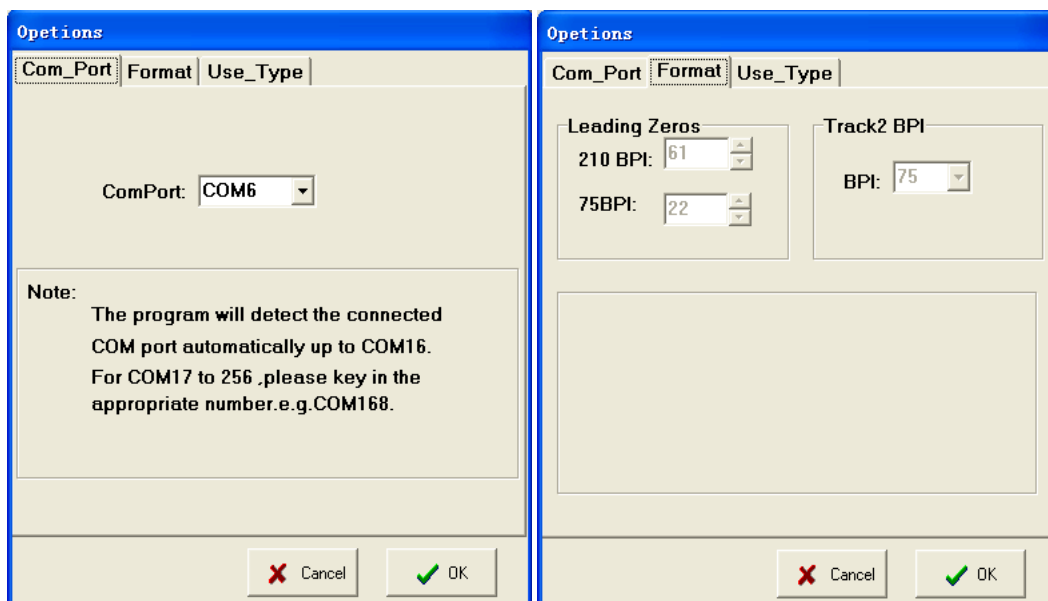 Opetions
Com_Port Format Use_Type
ComPort: COM6
Note:
The program will detect the connected
COM port automatically up to COM16.
For COM17 to 256 ,please key in the
appropriate number.e.g.COM168.
Cancel OK
Opetions
Com_Port Format Use_Type
Leading Zeros
210 BPI: 61
75BPI: 22
Track2 BPI
BPI: 75
Cancel OK